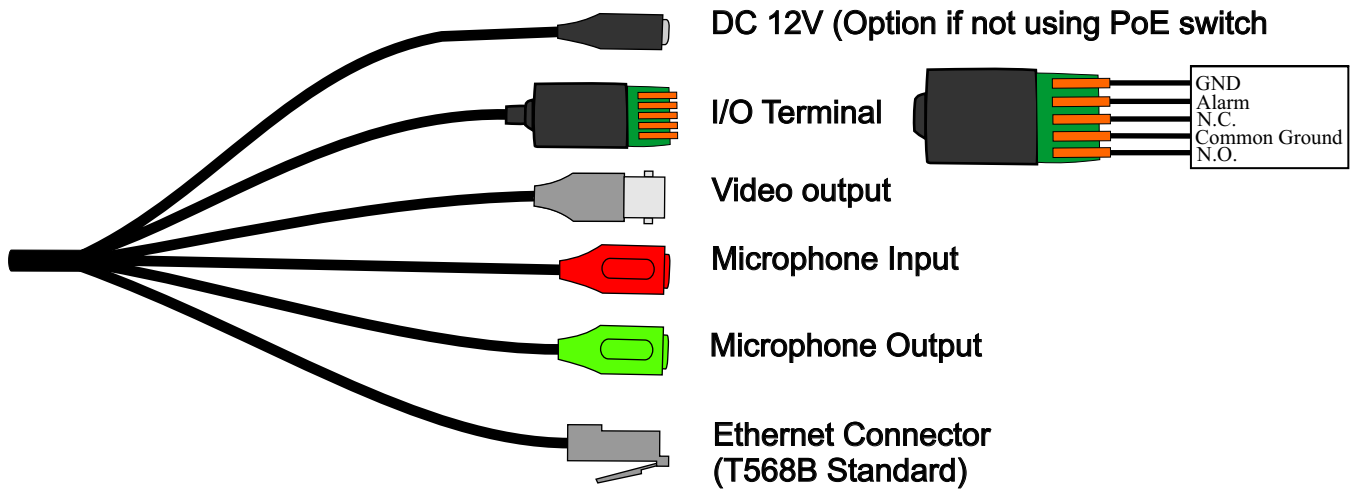 DC 12V (Option if not using PoE switch
I/O Terminal
GND
Alarm
N.C.
Common Ground
N.O.
Video output
Microphone Input
Microphone Output
Ethernet Connector
(T568B Standard)